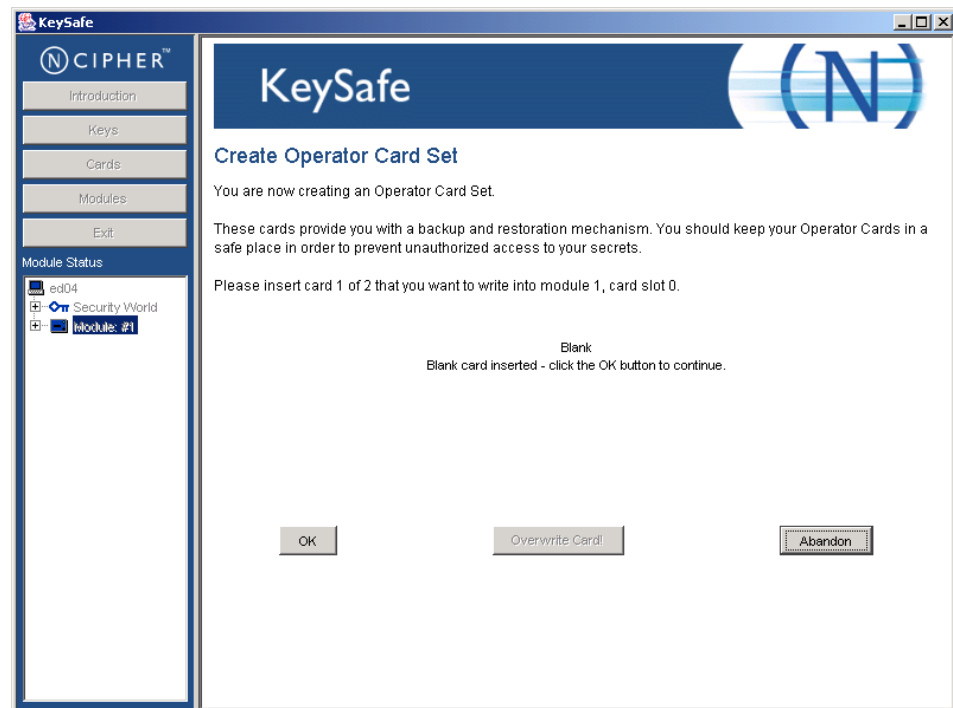 KeySafe
NCIPHER™
Introduction
Keys
Cards
Modules
Exit
Module Status
ed04
Security World
Module: #1
KeySafe
(N)
Create Operator Card Set
You are now creating an Operator Card Set.
These cards provide you with a backup and restoration mechanism. You should keep your Operator Cards in a
safe place in order to prevent unauthorized access to your secrets.
Please insert card 1 of 2 that you want to write into module 1, card slot 0.
Blank
Blank card inserted - click the OK button to continue.
OK
Overwrite Card!
Abandon